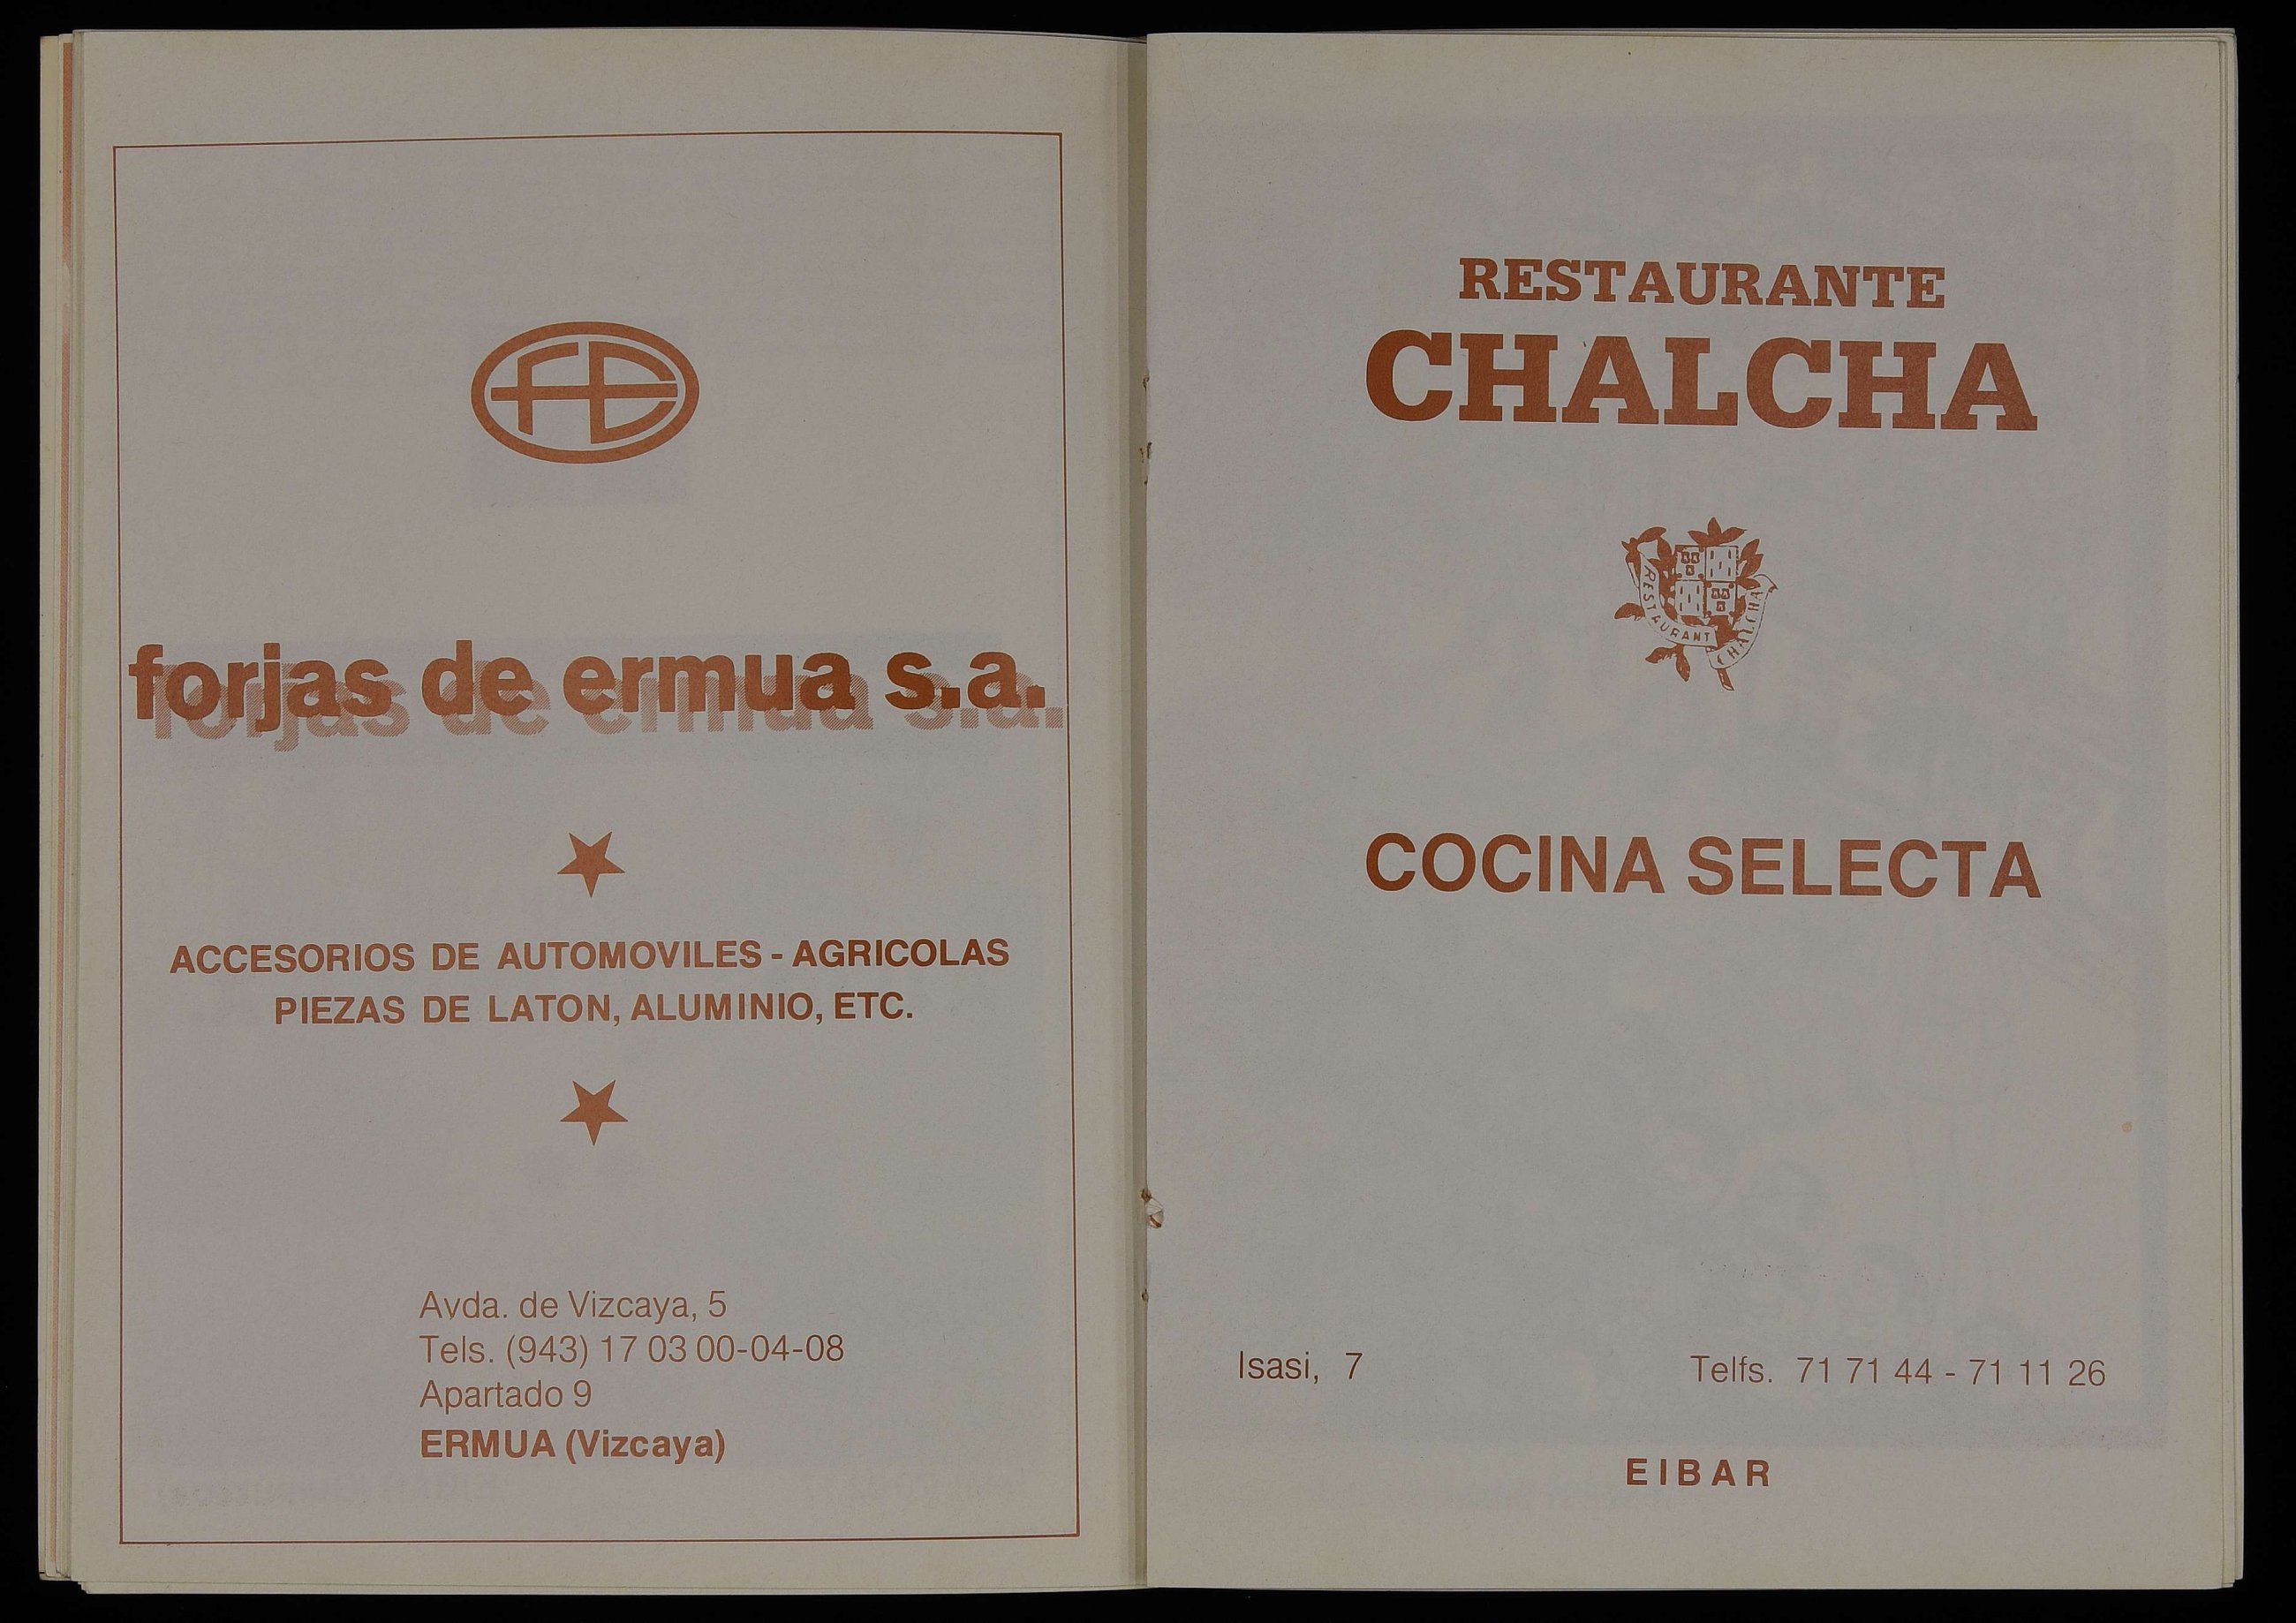 FE
forjas de ermua s.a.
ACCESORIOS DE AUTOMOVILES - AGRICOLAS
PIEZAS DE LATON, ALUMINIO, ETC.
Avda. de Vizcaya, 5
Tels. (943) 17 03 00-04-08
Apartado 9
ERMUA (Vizcaya)
RESTAURANTE
CHALCHA
RESTAURANT CHALCHA
COCINA SELECTA
Isasi, 7
Telfs. 71 71 44 - 71 11 26
EIBAR